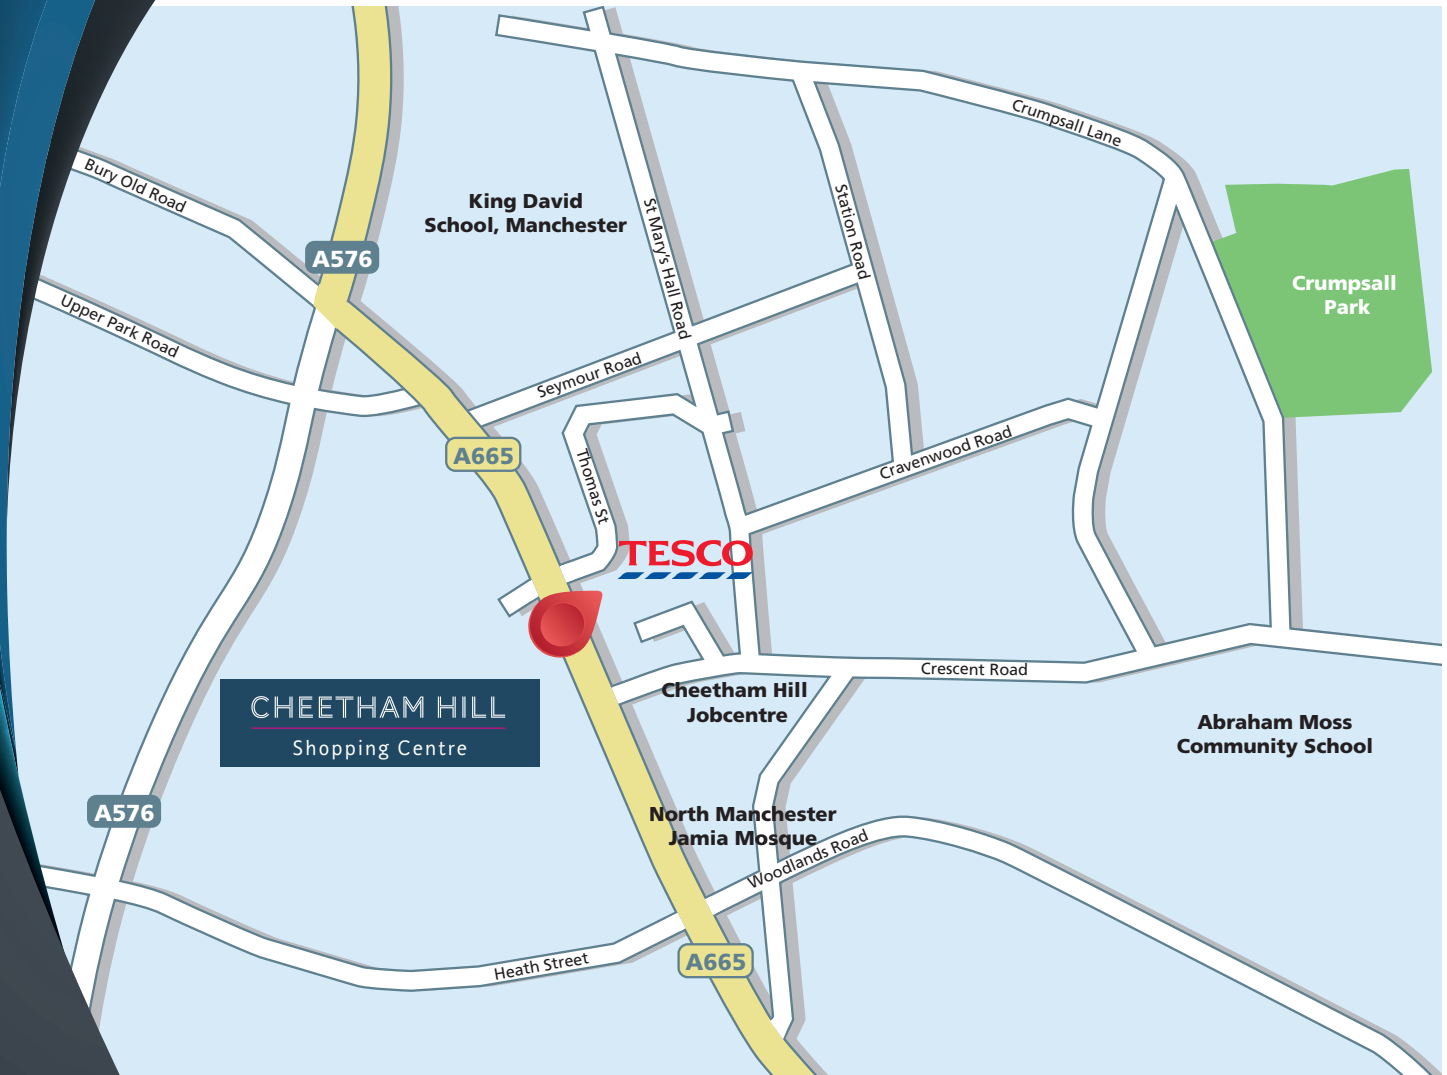 Crumpsall Lane
Bury Old Road
King David
School, Manchester
St Mary's Hall Road
Station Road
A576
Crumpsall
Park
Upper Park Road
Seymour Road
A665
Cravenwood Road
Thomas St
TESCO
Crescent Road
Cheetham Hill
Jobcentre
CHEETHAM HILL
Shopping Centre
Abraham Moss
Community School
A576
North Manchester
Jamia Mosque
Woodlands Road
Heath Street
A665